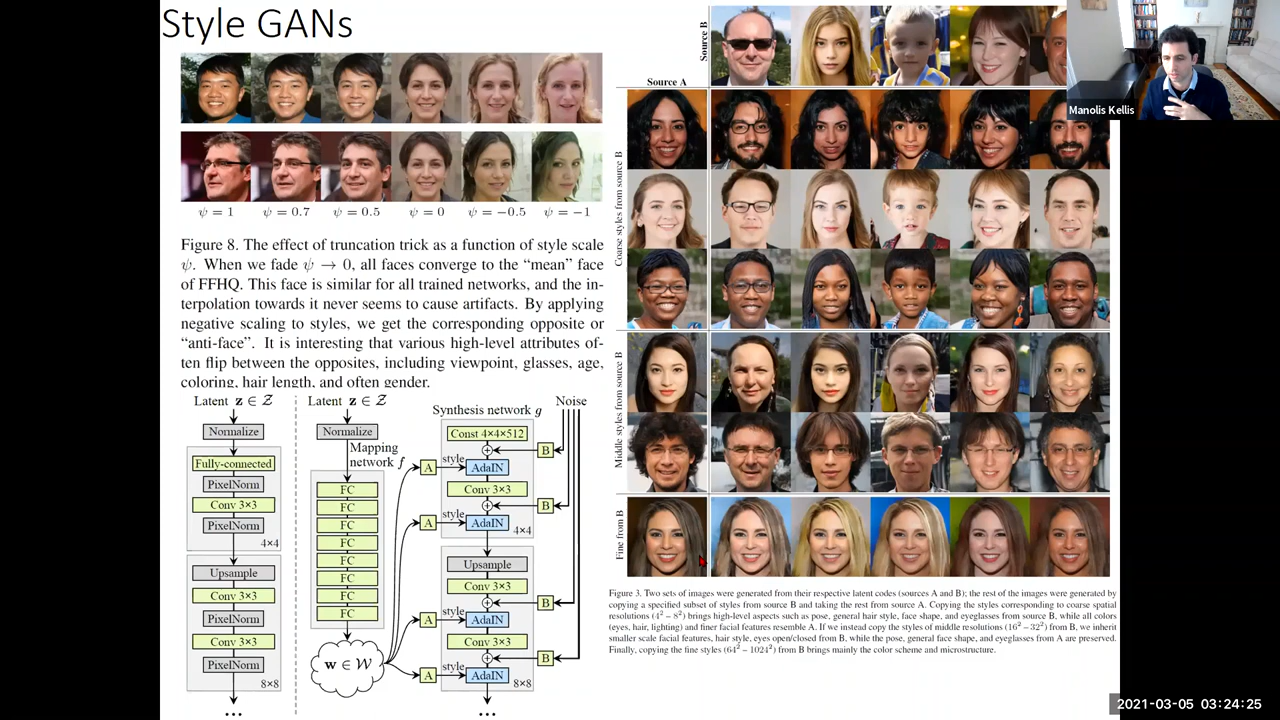 Style GANs
ψ = 1 ψ = 0.7 ψ = 0.5 ψ = 0 ψ = −0.5 ψ = −1
Figure 8. The effect of truncation trick as a function of style scale
ψ. When we fade ψ → 0, all faces converge to the “mean” face
of FFHQ. This face is similar for all trained networks, and the in-
terpolation towards it never seems to cause artifacts. By applying
negative scaling to styles, we get the corresponding opposite or
“anti-face”. It is interesting that various high-level attributes of-
ten flip between the opposites, including viewpoint, glasses, age,
coloring, hair length, and often gender.
Latent z ∈ Z
Normalize
Fully-connected
PixelNorm
Conv 3×3
PixelNorm
4×4
Upsample
Conv 3×3
PixelNorm
Conv 3×3
PixelNorm
8×8
...
Latent z ∈ Z
Normalize
Mapping
network f
FC
FC
FC
FC
FC
FC
FC
FC
w ∈ W
Synthesis network g
Noise
Const 4×4×512
B
A
style
AdaIN
Conv 3×3
B
A
style
AdaIN
4×4
Upsample
Conv 3×3
B
A
style
AdaIN
Conv 3×3
B
A
style
AdaIN
8×8
...
Source B
Source A
Coarse styles from source B
Middle styles from source B
Fine from B
Figure 3. Two sets of images were generated from their respective latent codes (sources A and B); the rest of the images were generated by
copying a specified subset of styles from source B and taking the rest from source A. Copying the styles corresponding to coarse spatial
resolutions (4² – 8²) brings high-level aspects such as pose, general hair style, face shape, and eyeglasses from source B, while all colors
(eyes, hair, lighting) and finer facial features resemble A. If we instead copy the styles of middle resolutions (16² – 32²) from B, we inherit
smaller scale facial features, hair style, eyes open/closed from B, while the pose, general face shape, and eyeglasses from A are preserved.
Finally, copying the fine styles (64² – 1024²) from B brings mainly the color scheme and microstructure.
Manolis Kellis
2021-03-05 03:24:25